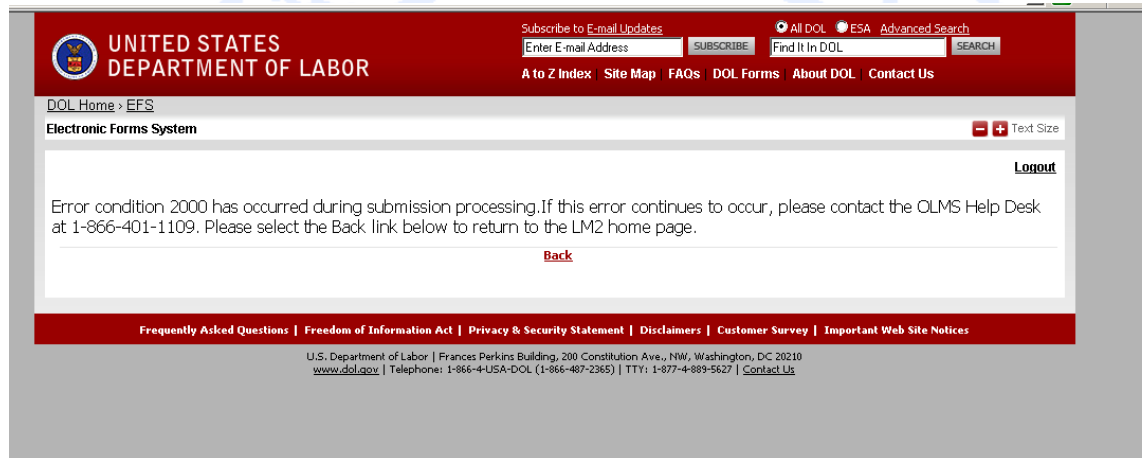 Subscribe to E-mail Updates
All DOL ESA Advanced Search
UNITED STATES
DEPARTMENT OF LABOR
Enter E-mail Address SUBSCRIBE Find It In DOL SEARCH
A to Z Index | Site Map | FAQs | DOL Forms | About DOL | Contact Us
DOL Home › EFS
Electronic Forms System
Text Size
Logout
Error condition 2000 has occurred during submission processing.If this error continues to occur, please contact the OLMS Help Desk
at 1-866-401-1109. Please select the Back link below to return to the LM2 home page.
Back
Frequently Asked Questions | Freedom of Information Act | Privacy & Security Statement | Disclaimers | Customer Survey | Important Web Site Notices
U.S. Department of Labor | Frances Perkins Building, 200 Constitution Ave., NW, Washington, DC 20210
www.dol.gov | Telephone: 1-866-4-USA-DOL (1-866-487-2365) | TTY: 1-877-4-889-5627 | Contact Us